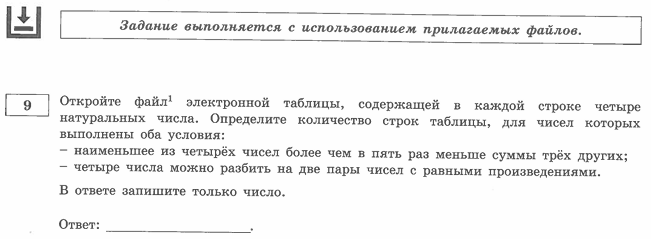 Задание выполняется с использованием прилагаемых файлов.
9
Откройте файл¹ электронной таблицы, содержащей в каждой строке четыре
натуральных числа. Определите количество строк таблицы, для чисел которых
выполнены оба условия:
– наименьшее из четырёх чисел более чем в пять раз меньше суммы трёх других;
– четыре числа можно разбить на две пары чисел с равными произведениями.
В ответе запишите только число.
Ответ: ____________________.